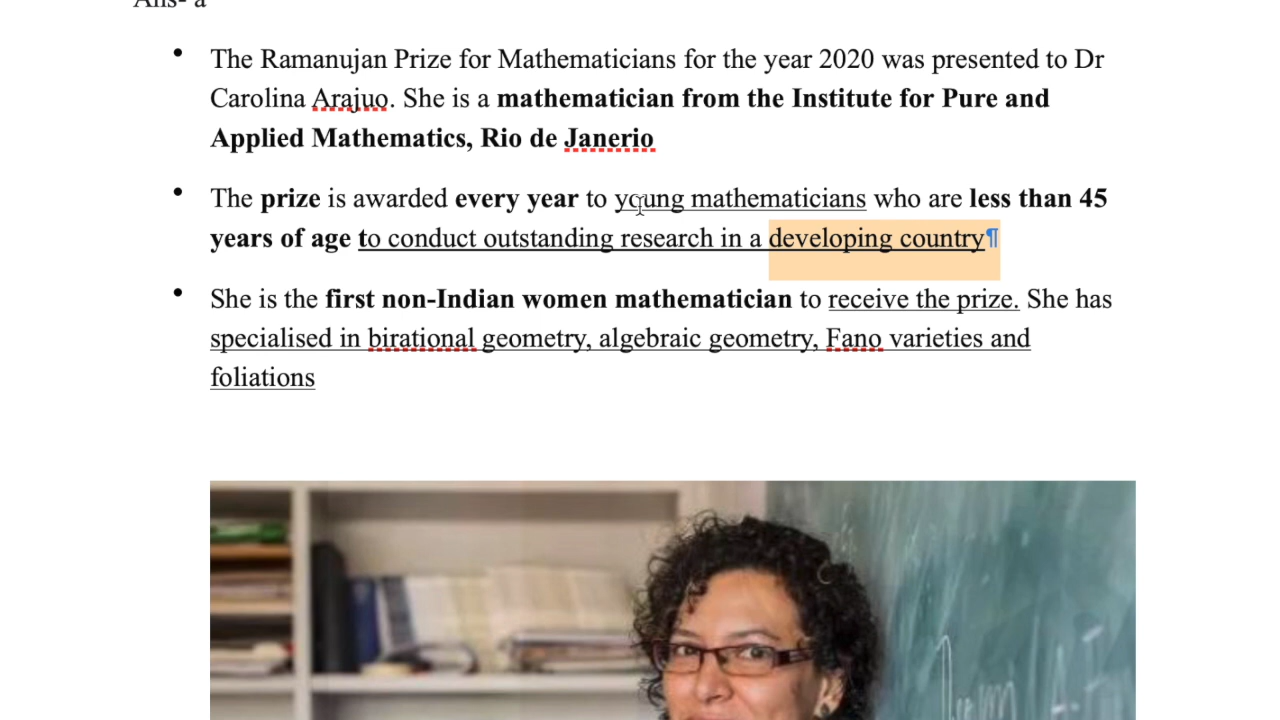 Ans- a
• The Ramanujan Prize for Mathematicians for the year 2020 was presented to Dr
Carolina Arajuo. She is a mathematician from the Institute for Pure and
Applied Mathematics, Rio de Janerio
• The prize is awarded every year to young mathematicians who are less than 45
years of age to conduct outstanding research in a developing country¶
• She is the first non-Indian women mathematician to receive the prize. She has
specialised in birational geometry, algebraic geometry, Fano varieties and
foliations